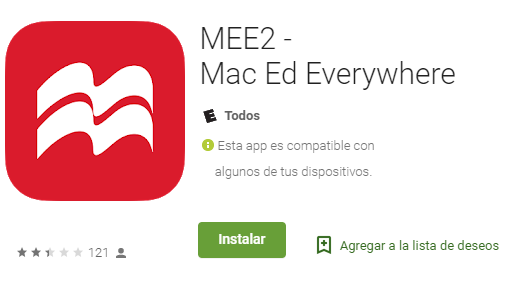 MEE2 -
Mac Ed Everywhere
E Todos
Esta app es compatible con
algunos de tus dispositivos.
121
Instalar
Agregar a la lista de deseos